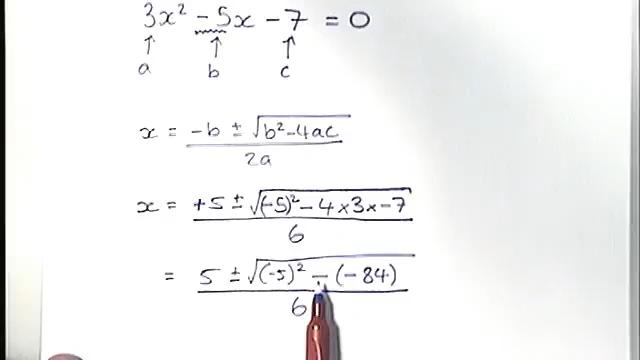 3x² - 5x - 7 = 0
↑ ↑ ↑
a b c
x = -b ± √b² - 4ac
2a
x = +5 ± √(-5)² - 4 × 3 × -7
6
= 5 ± √(-5)² - (-84)
6